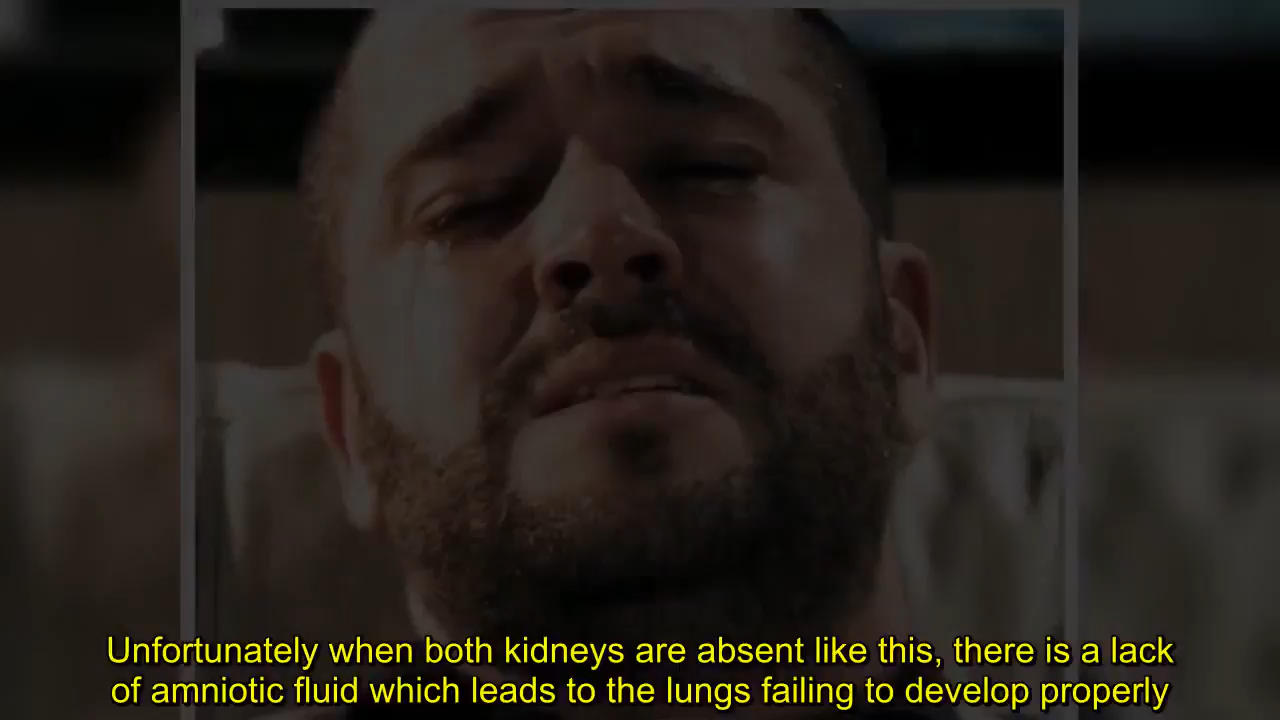 Unfortunately when both kidneys are absent like this, there is a lack
of amniotic fluid which leads to the lungs failing to develop properly